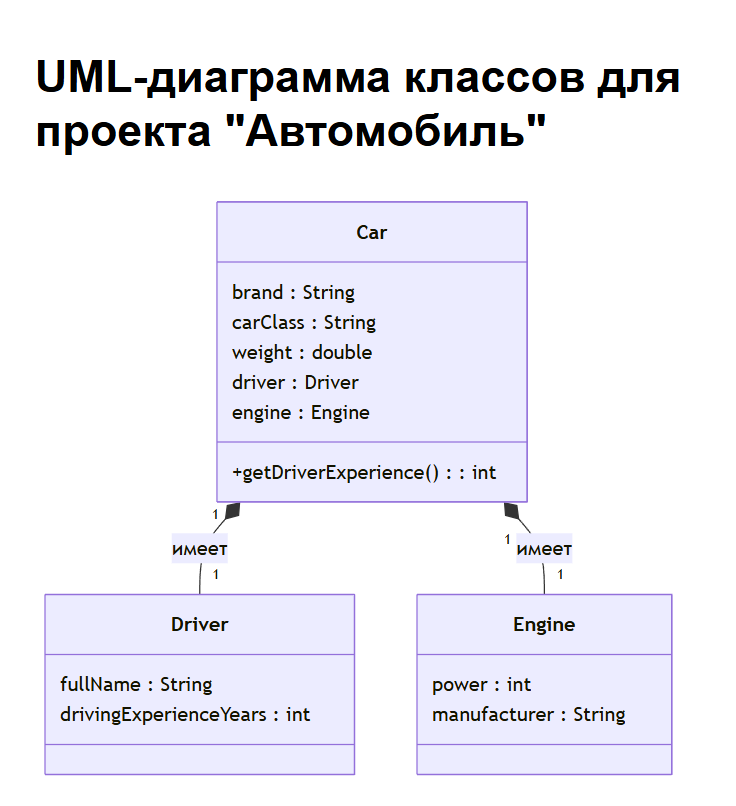 UML-диаграмма классов для
проекта "Автомобиль"
Car
brand : String
carClass : String
weight : double
driver : Driver
engine : Engine
+getDriverExperience() : : int
1
1
имеет
имеет
1
1
Driver
fullName : String
drivingExperienceYears : int
Engine
power : int
manufacturer : String